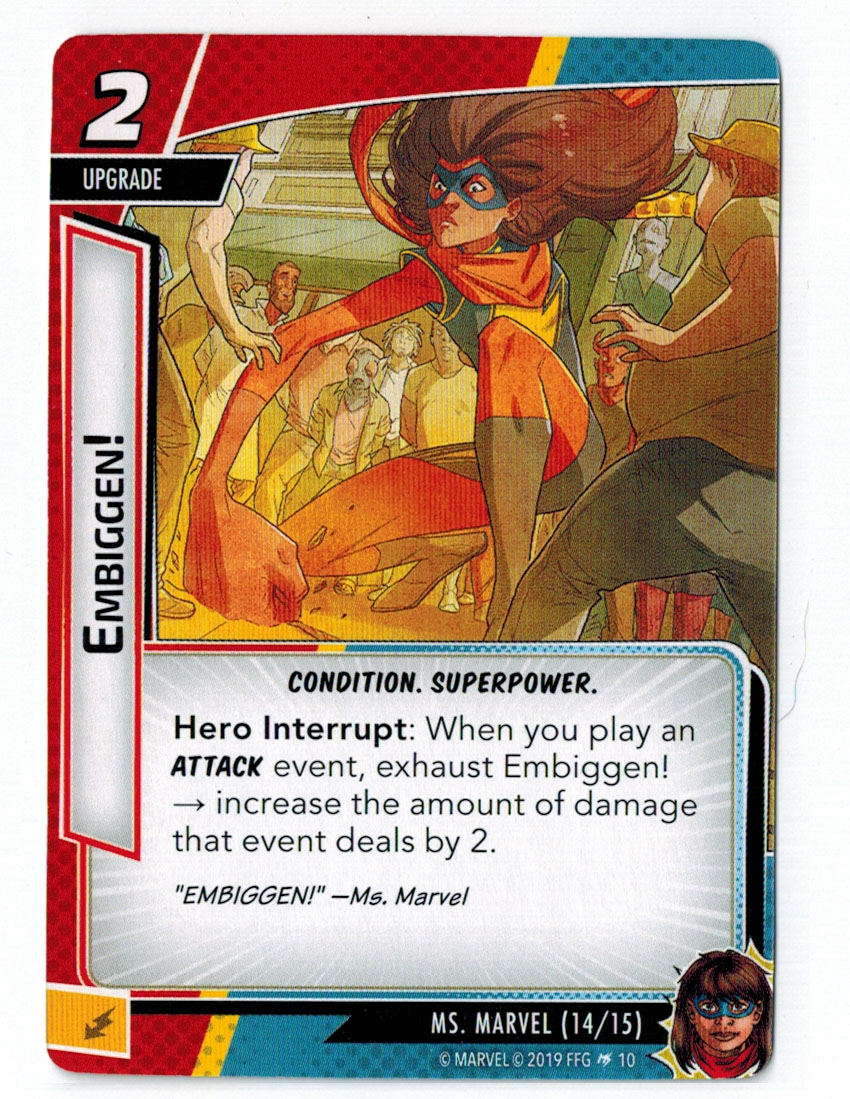 2
UPGRADE
EMBIGGEN!
CONDITION. SUPERPOWER.
Hero Interrupt: When you play an
ATTACK event, exhaust Embiggen!
→ increase the amount of damage
that event deals by 2.
"EMBIGGEN!" —Ms. Marvel
MS. MARVEL (14/15)
© MARVEL © 2019 FFG 10